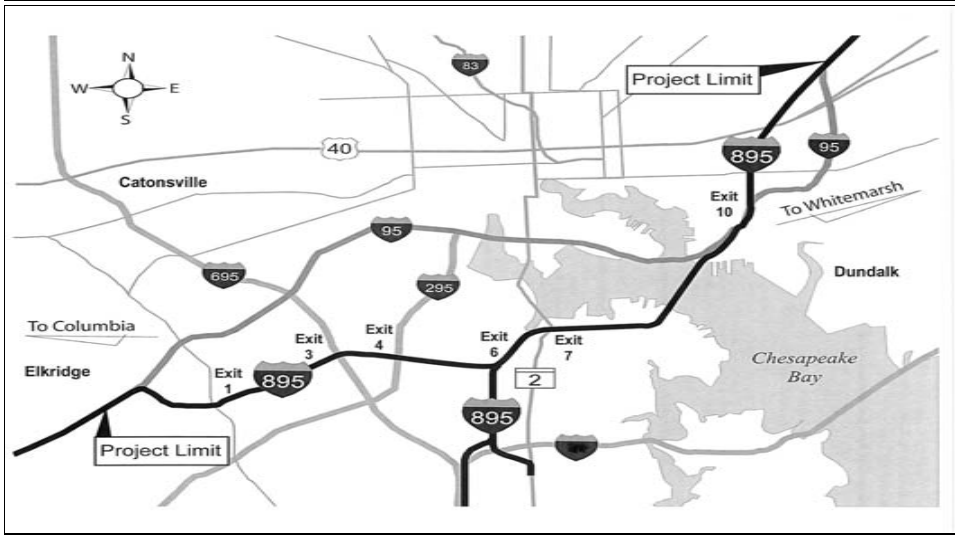 N
W
E
S
83
Project Limit
40
895
95
Catonsville
Exit
10
To Whitemarsh
95
695
295
Dundalk
To Columbia
Exit
3
Exit
4
Exit
6
Exit
7
Elkridge
Exit
1
895
2
Chesapeake
Bay
895
Project Limit